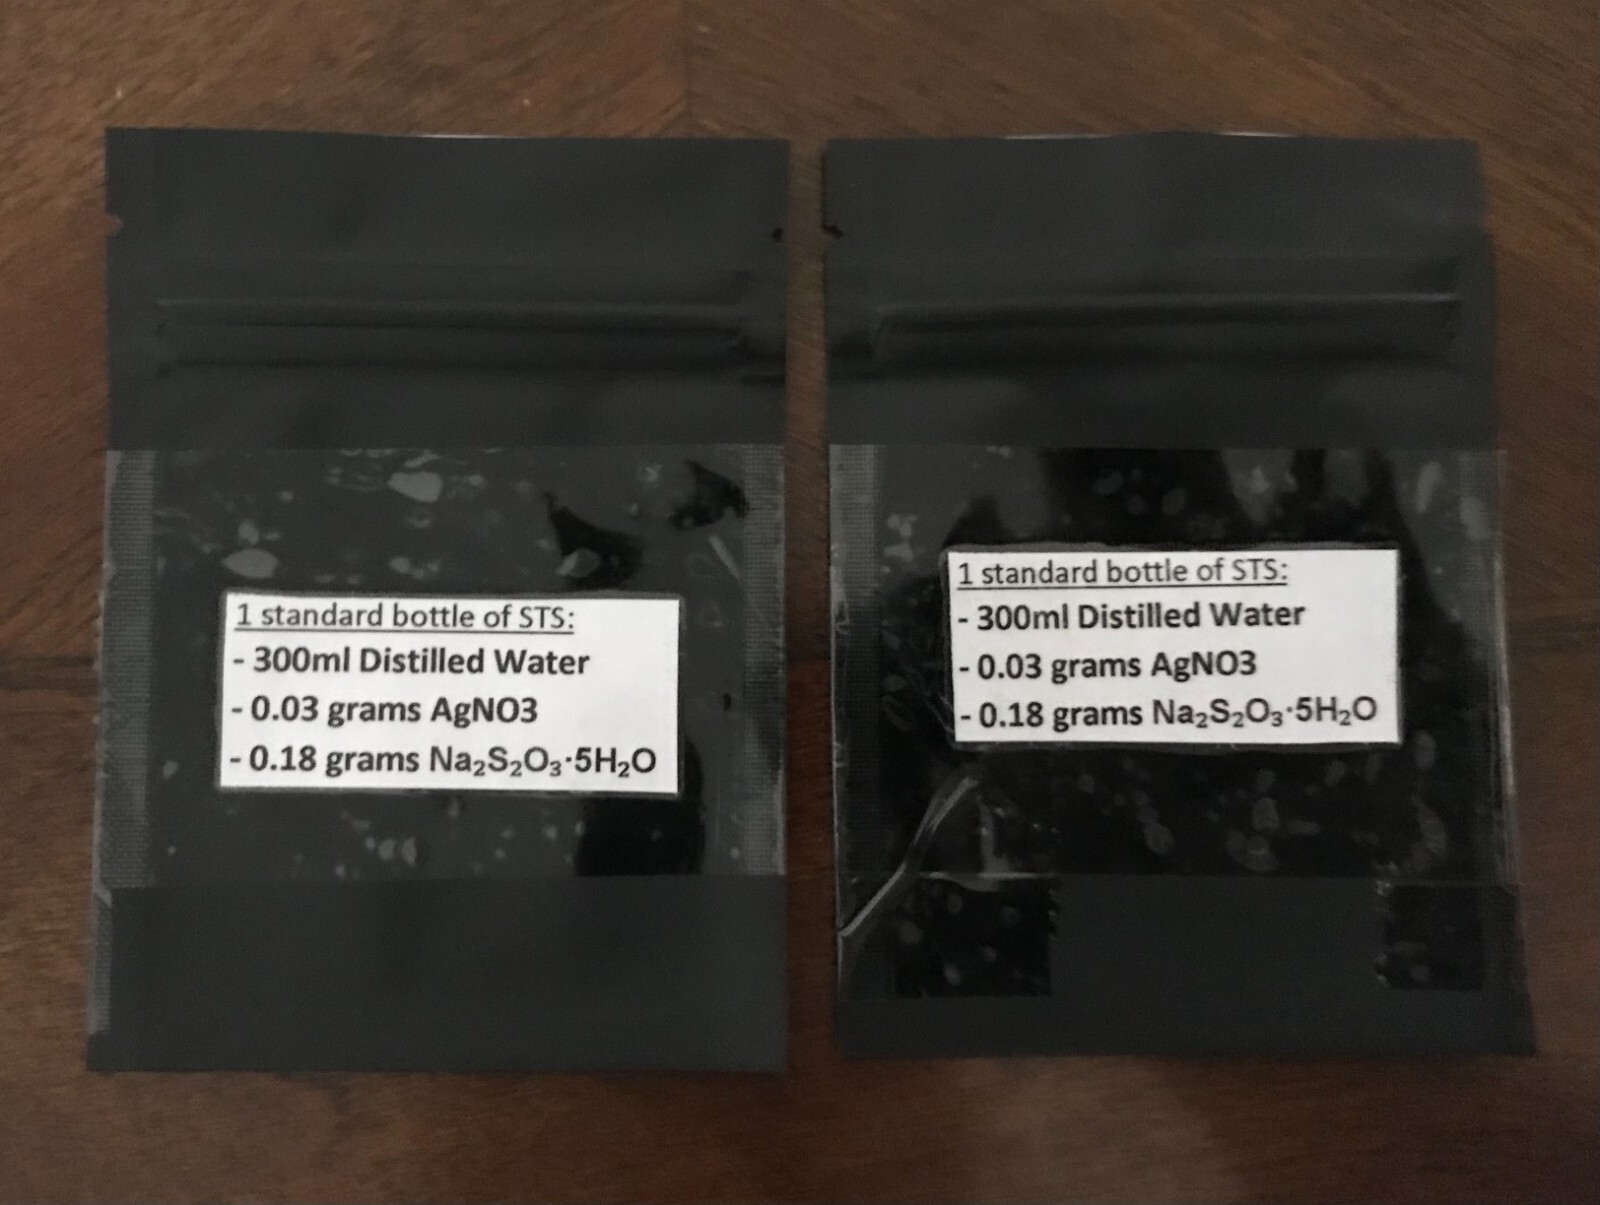 1 standard bottle of STS:
- 300ml Distilled Water
- 0.03 grams AgNO3
- 0.18 grams Na₂S₂O₃·5H₂O
1 standard bottle of STS:
- 300ml Distilled Water
- 0.03 grams AgNO3
- 0.18 grams Na₂S₂O₃·5H₂O